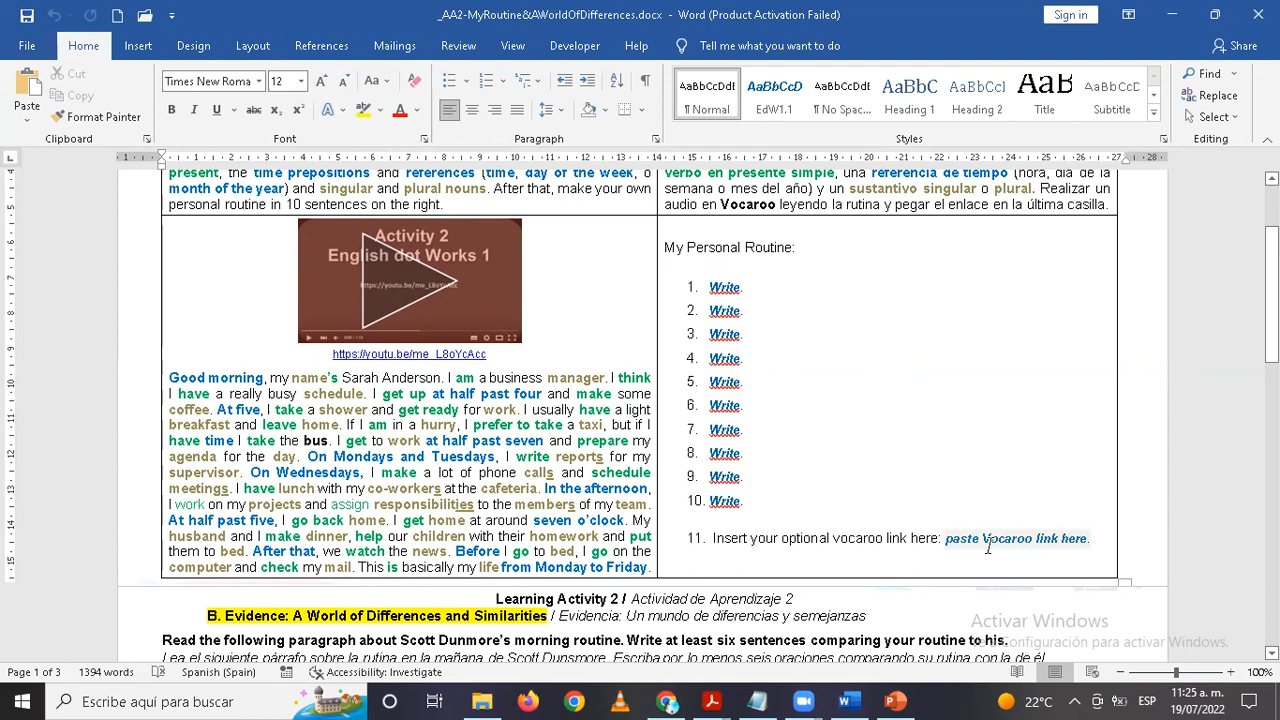 _AA2-MyRoutine&AWorldOfDifferences.docx - Word (Product Activation Failed)
Sign in
File Home Insert Design Layout References Mailings Review View Developer Help Tell me what you want to do Share
Paste
Cut
Copy
Format Painter
Times New Roma 12
AaBbCcDd AaBbCcD AaBbCcDd AaBbC AaBbCcI AaB AaBbCcD
¶ Normal EdW1.1 ¶ No Spac... Heading 1 Heading 2 Title Subtitle
Find
Replace
Select
Clipboard Font Paragraph Styles Editing
present, the time prepositions and references (time, day of the week, o
month of the year) and singular and plural nouns. After that, make your own
personal routine in 10 sentences on the right.
verbo en presente simple, una referencia de tiempo (hora, día de la
semana o mes del año) y un sustantivo singular o plural. Realizar un
audio en Vocaroo leyendo la rutina y pegar el enlace en la última casilla.
Activity 2
English dot Works 1
https://youtu.be/me_L8oYcAcc
https://youtu.be/me_L8oYcAcc
Good morning, my name's Sarah Anderson. I am a business manager. I think
I have a really busy schedule. I get up at half past four and make some
coffee. At five, I take a shower and get ready for work. I usually have a light
breakfast and leave home. If I am in a hurry, I prefer to take a taxi, but if I
have time I take the bus. I get to work at half past seven and prepare my
agenda for the day. On Mondays and Tuesdays, I write reports for my
supervisor. On Wednesdays, I make a lot of phone calls and schedule
meetings. I have lunch with my co-workers at the cafeteria. In the afternoon,
I work on my projects and assign responsibilities to the members of my team.
At half past five, I go back home. I get home at around seven o'clock. My
husband and I make dinner, help our children with their homework and put
them to bed. After that, we watch the news. Before I go to bed, I go on the
computer and check my mail. This is basically my life from Monday to Friday.
My Personal Routine:
1. Write.
2. Write.
3. Write.
4. Write.
5. Write.
6. Write.
7. Write.
8. Write.
9. Write.
10. Write.
11. Insert your optional vocaroo link here: paste Vocaroo link here.
Learning Activity 2 / Actividad de Aprendizaje 2
B. Evidence: A World of Differences and Similarities / Evidencia: Un mundo de diferencias y semejanzas
Read the following paragraph about Scott Dunmore's morning routine. Write at least six sentences comparing your routine to his.
Lea el siguiente párrafo sobre la rutina en la mañana de Scott Dunsmore. Escriba por lo menos seis oraciones comparando su rutina con la de él
Activar Windows
Configuración para activar Windows.
Page 1 of 3 1394 words Spanish (Spain) Accessibility: Investigate 100%
Escribe aquí para buscar
22°C ESP
11:25 a. m.
19/07/2022